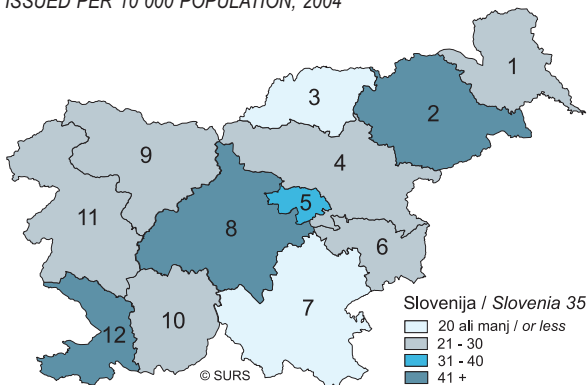 ISSUED PER 10 000 POPULATION, 2004
1
2
3
4
9
5
11
8
6
7
10
12
Slovenija / Slovenia 35
20 ali manj / or less
21 - 30
31 - 40
41 +
© SURS